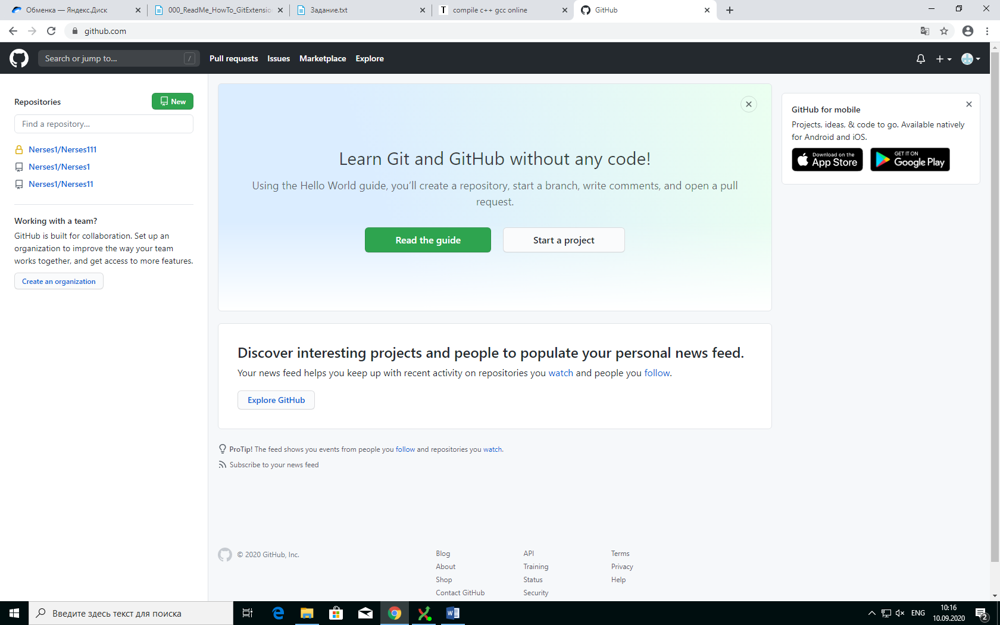 Обменка — Яндекс.Диск
000_ReadMe_HowTo_GitExtensio
Задание.txt
compile c++ gcc online
GitHub
github.com
Search or jump to...
/
Pull requests
Issues
Marketplace
Explore
Repositories
New
Find a repository...
Nerses1/Nerses111
Nerses1/Nerses1
Nerses1/Nerses11
Working with a team?
GitHub is built for collaboration. Set up an
organization to improve the way your team
works together, and get access to more features.
Create an organization
Learn Git and GitHub without any code!
Using the Hello World guide, you’ll create a repository, start a branch, write comments, and open a pull
request.
Read the guide
Start a project
Discover interesting projects and people to populate your personal news feed.
Your news feed helps you keep up with recent activity on repositories you watch and people you follow.
Explore GitHub
ProTip! The feed shows you events from people you follow and repositories you watch.
Subscribe to your news feed
GitHub for mobile
Projects, ideas, & code to go. Available natively
for Android and iOS.
Download on the
App Store
GET IT ON
Google Play
© 2020 GitHub, Inc.
Blog
About
Shop
Contact GitHub
API
Training
Status
Security
Terms
Privacy
Help
Введите здесь текст для поиска
ENG
10:16
10.09.2020
2